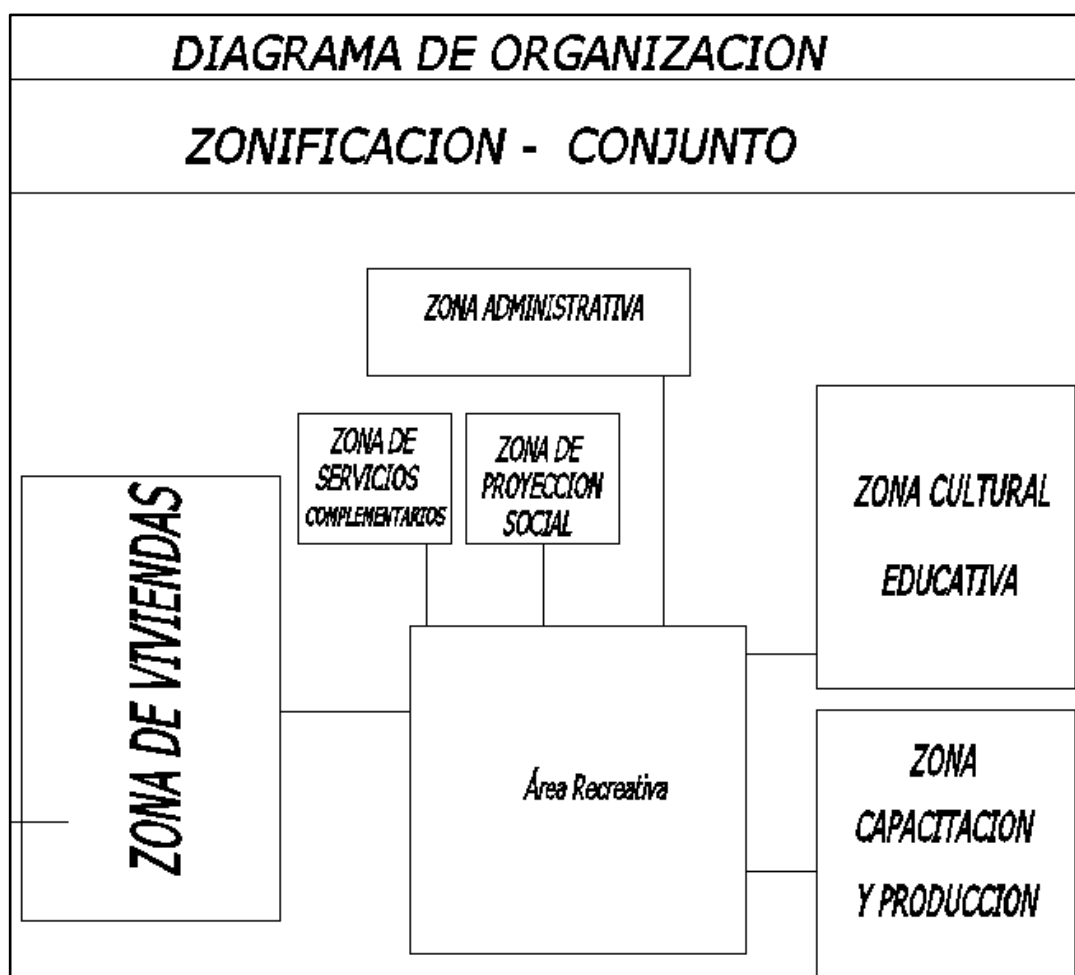 DIAGRAMA DE ORGANIZACION
ZONIFICACION - CONJUNTO
ZONA ADMINISTRATIVA
ZONA DE
SERVICIOS
COMPLEMENTARIOS
ZONA DE
PROYECCION
SOCIAL
ZONA CULTURAL
EDUCATIVA
ZONA DE VIVIENDAS
Área Recreativa
ZONA
CAPACITACION
Y PRODUCCION